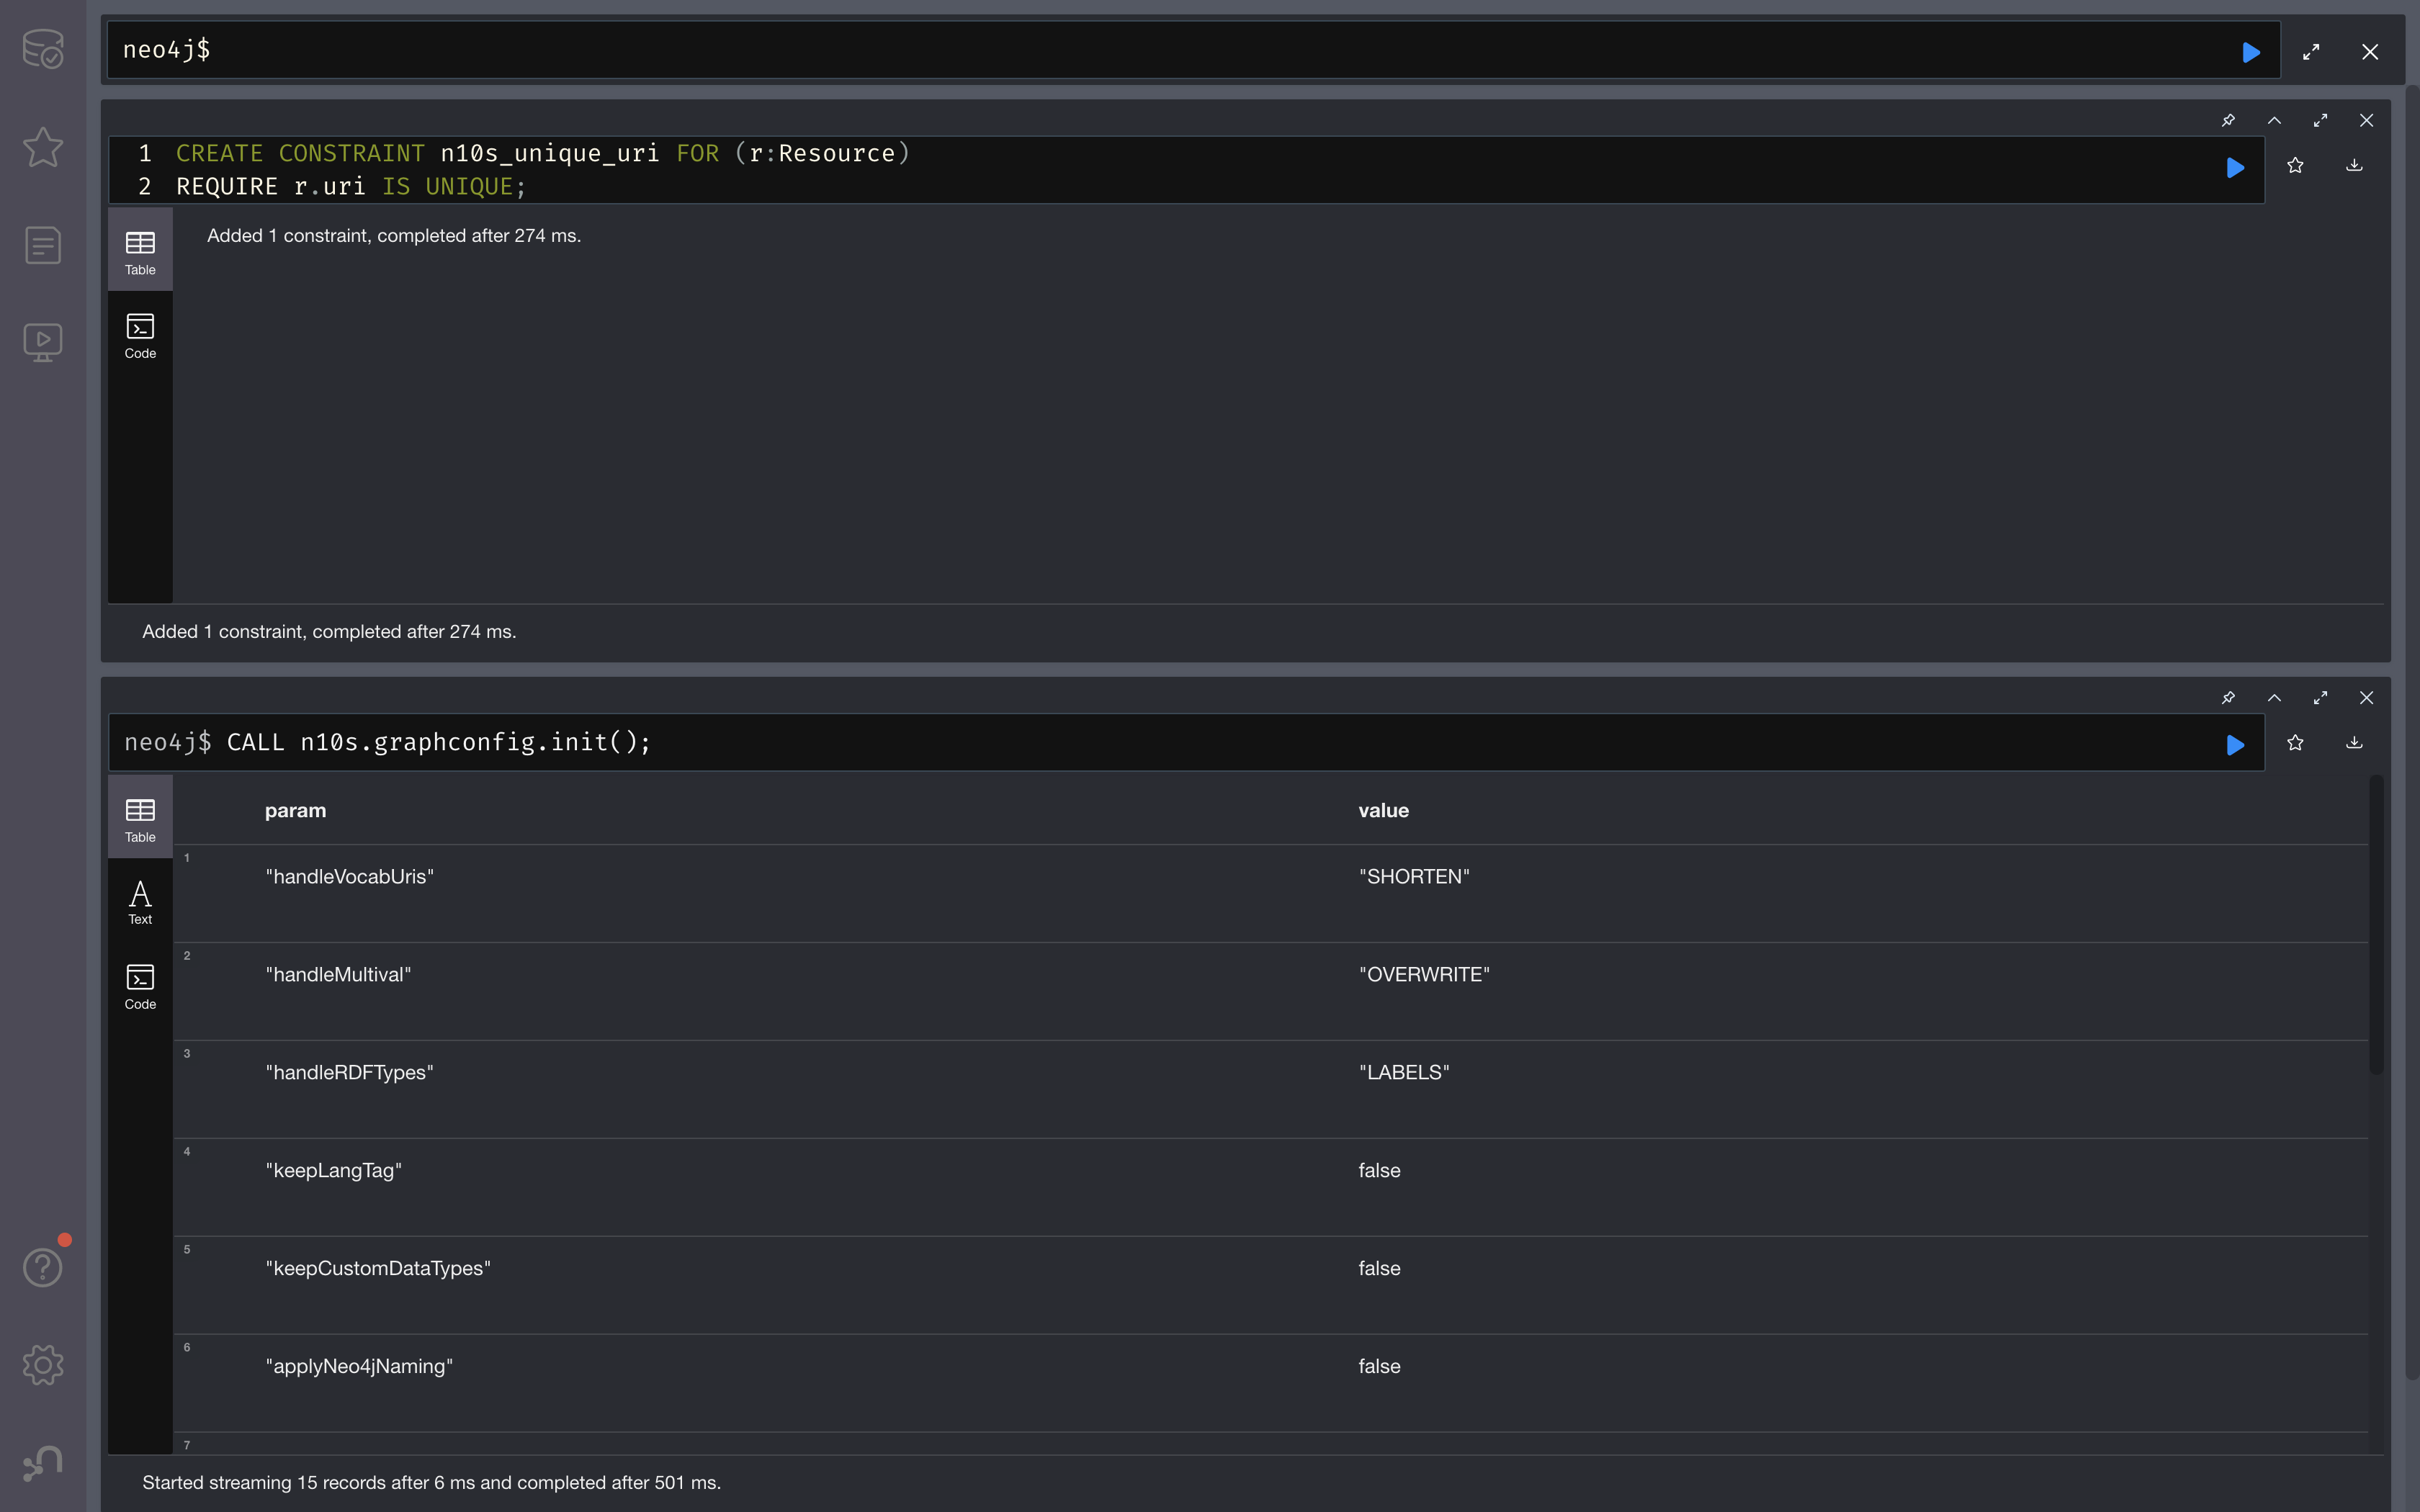 neo4j$
1 CREATE CONSTRAINT n10s_unique_uri FOR (r:Resource)
2 REQUIRE r.uri IS UNIQUE;
Table
Added 1 constraint, completed after 274 ms.
Code
Added 1 constraint, completed after 274 ms.
neo4j$ CALL n10s.graphconfig.init();
Table
Text
Code
param value
1
"handleVocabUris" "SHORTEN"
2
"handleMultival" "OVERWRITE"
3
"handleRDFTypes" "LABELS"
4
"keepLangTag" false
5
"keepCustomDataTypes" false
6
"applyNeo4jNaming" false
7
Started streaming 15 records after 6 ms and completed after 501 ms.